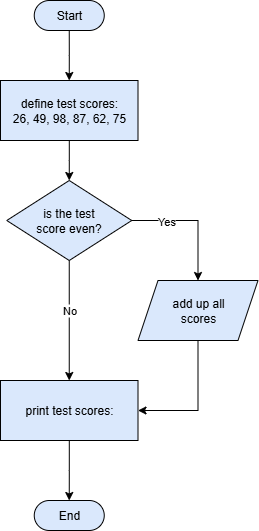 Start
define test scores:
26, 49, 98, 87, 62, 75
is the test
score even?
Yes
add up all
scores
No
print test scores:
End